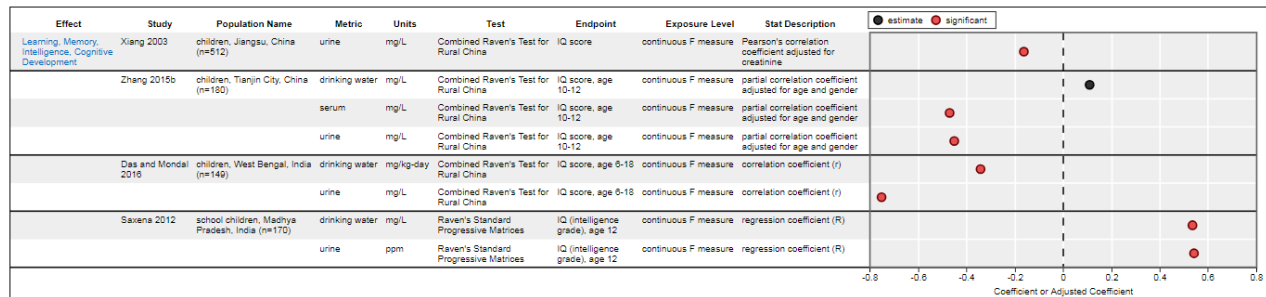 Effect Study Population Name Metric Units Test Endpoint Exposure Level Stat Description
estimate significant
Learning, Memory, Intelligence, Cognitive Development Xiang 2003 children, Jiangsu, China (n=512) urine mg/L Combined Raven's Test for Rural China IQ score continuous F measure Pearson's correlation coefficient adjusted for creatinine
Zhang 2015b children, Tianjin City, China (n=180) drinking water mg/L Combined Raven's Test for Rural China IQ score, age 10-12 continuous F measure partial correlation coefficient adjusted for age and gender
serum mg/L Combined Raven's Test for Rural China IQ score, age 10-12 continuous F measure partial correlation coefficient adjusted for age and gender
urine mg/L Combined Raven's Test for Rural China IQ score, age 10-12 continuous F measure partial correlation coefficient adjusted for age and gender
Das and Mondal 2016 children, West Bengal, India (n=149) drinking water mg/kg-day Combined Raven's Test for Rural China IQ score, age 6-18 continuous F measure correlation coefficient (r)
urine mg/L Combined Raven's Test for Rural China IQ score, age 6-18 continuous F measure correlation coefficient (r)
Saxena 2012 school children, Madhya Pradesh, India (n=170) drinking water mg/L Raven's Standard Progressive Matrices IQ (intelligence grade), age 12 continuous F measure regression coefficient (R)
urine ppm Raven's Standard Progressive Matrices IQ (intelligence grade), age 12 continuous F measure regression coefficient (R)
-0.8 -0.6 -0.4 -0.2 0 0.2 0.4 0.6 0.8
Coefficient or Adjusted Coefficient